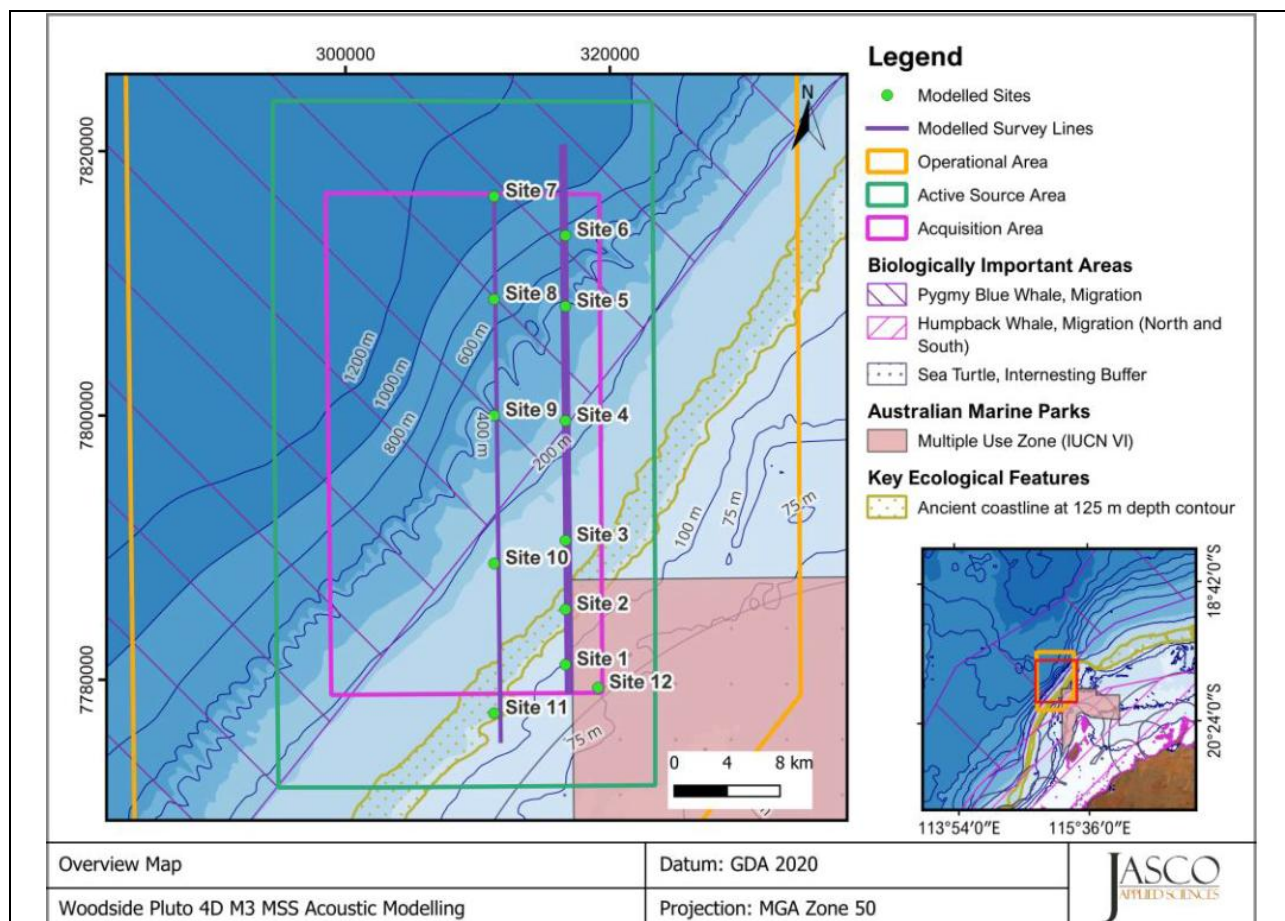 300000
320000
7820000
7800000
7780000
N
Site 7
Site 6
Site 8
Site 5
1200 m
1000 m
800 m
600 m
Site 9
400 m
Site 4
200 m
100 m
75 m
75 m
Site 3
Site 10
Site 2
Site 1
Site 12
Site 11
75 m
0 4 8 km
Legend
Modelled Sites
Modelled Survey Lines
Operational Area
Active Source Area
Acquisition Area
Biologically Important Areas
Pygmy Blue Whale, Migration
Humpback Whale, Migration (North and
South)
Sea Turtle, Internesting Buffer
Australian Marine Parks
Multiple Use Zone (IUCN VI)
Key Ecological Features
Ancient coastline at 125 m depth contour
18°42'0"S
20°24'0"S
113°54'0"E 115°36'0"E
Overview Map
Datum: GDA 2020
Woodside Pluto 4D M3 MSS Acoustic Modelling
Projection: MGA Zone 50
JASCO
APPLIED SCIENCES